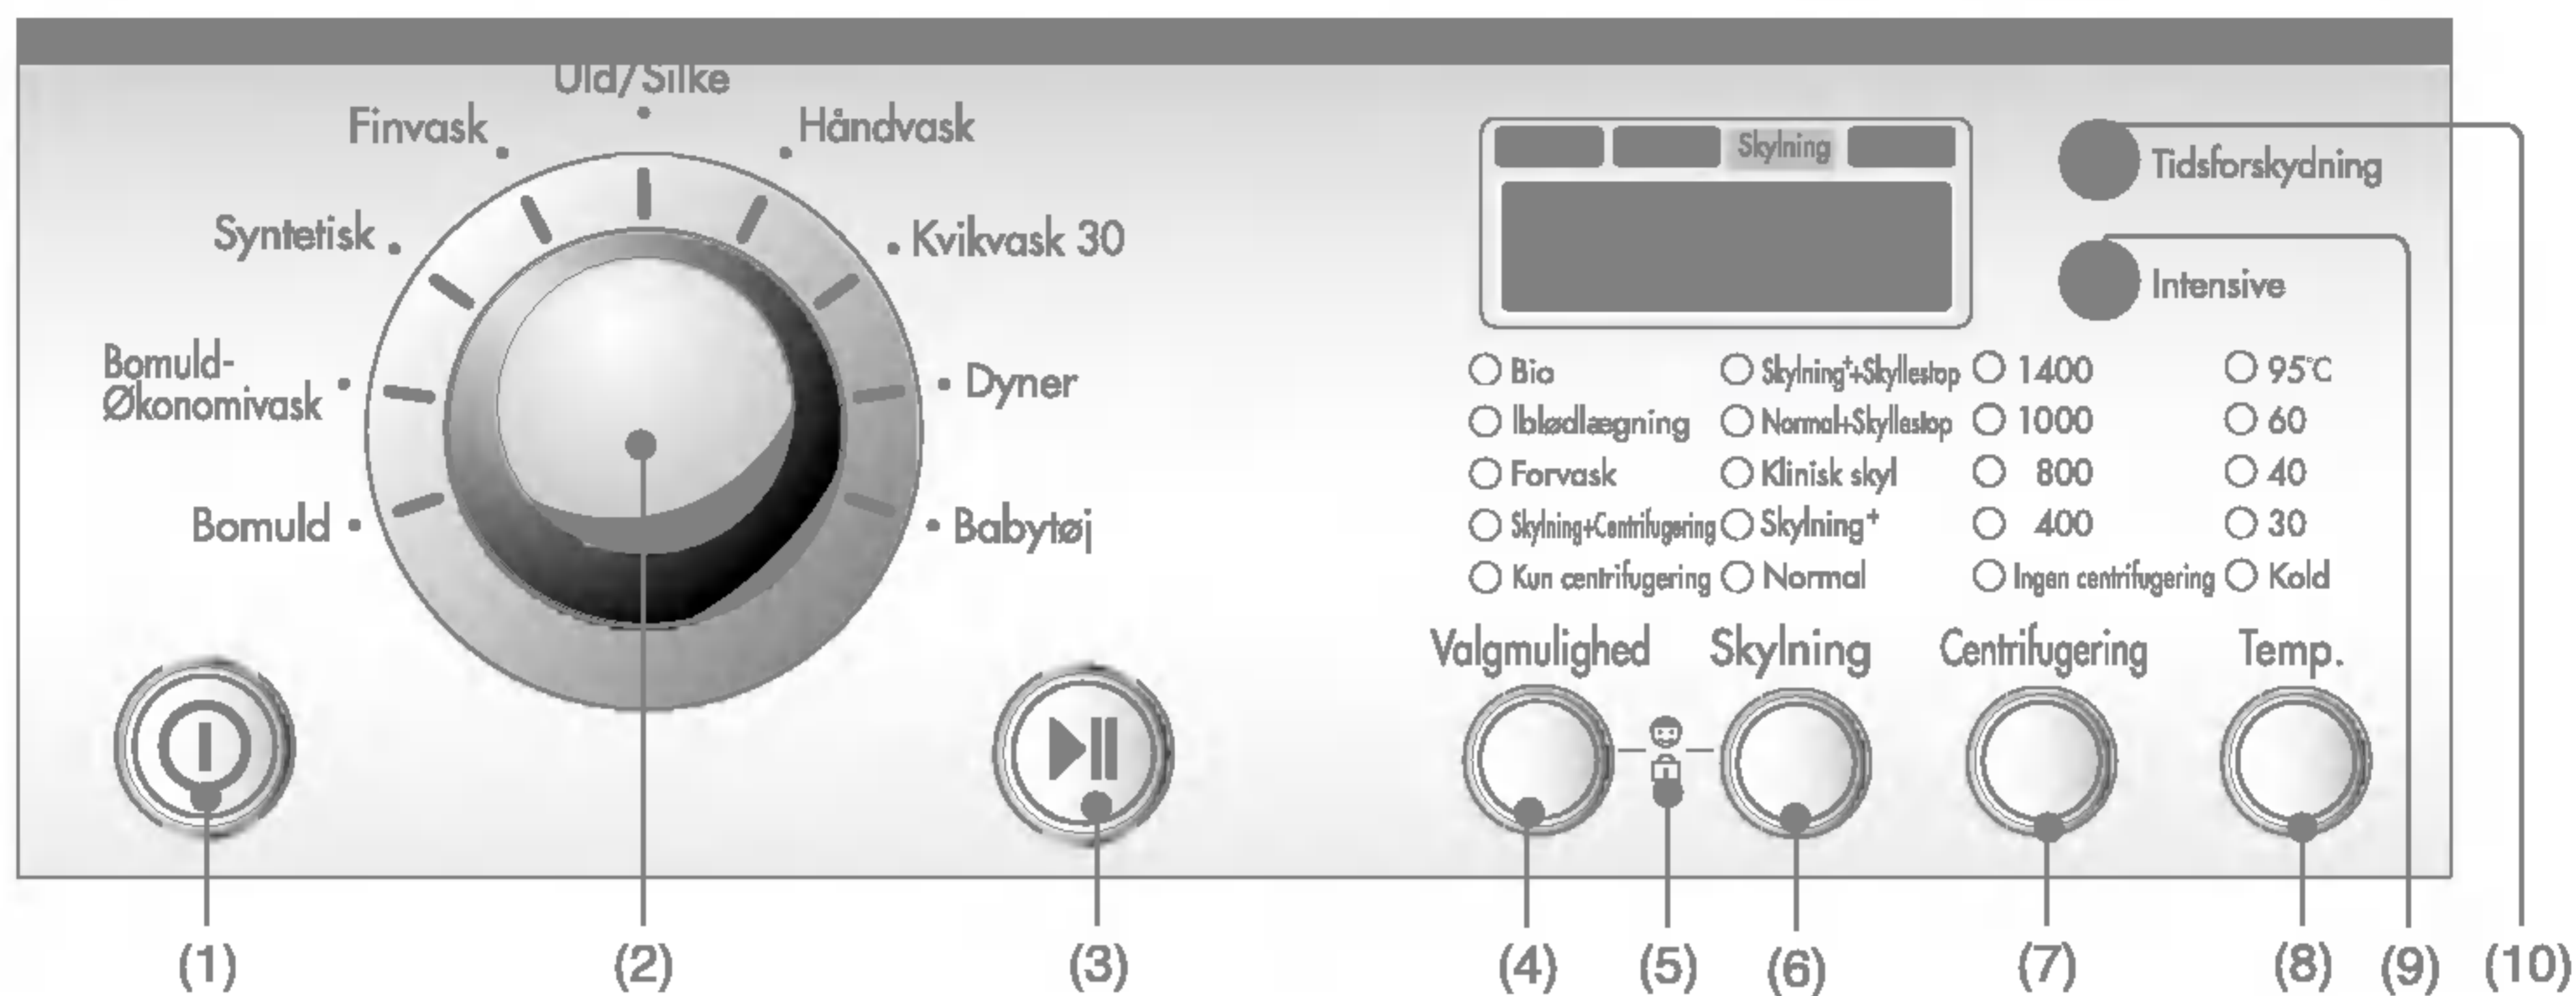 Uld/Silke
Finvask
Håndvask
Syntetisk
Kvikvask 30
Bomuld-
Økonomivask
Dyner
Bomuld
Babytøj
Skylning
Tidsforskydning
Intensive
Bio
Iblødlægning
Forvask
Skylning+Centrifugering
Kun centrifugering
Skylning⁺+Skyllestop
Normal+Skyllestop
Klinisk skyl
Skylning⁺
Normal
1400
1000
800
400
Ingen centrifugering
95°C
60
40
30
Kold
Valgmulighed
Skylning
Centrifugering
Temp.
(1)
(2)
(3)
(4)
(5)
(6)
(7)
(8)
(9)
(10)